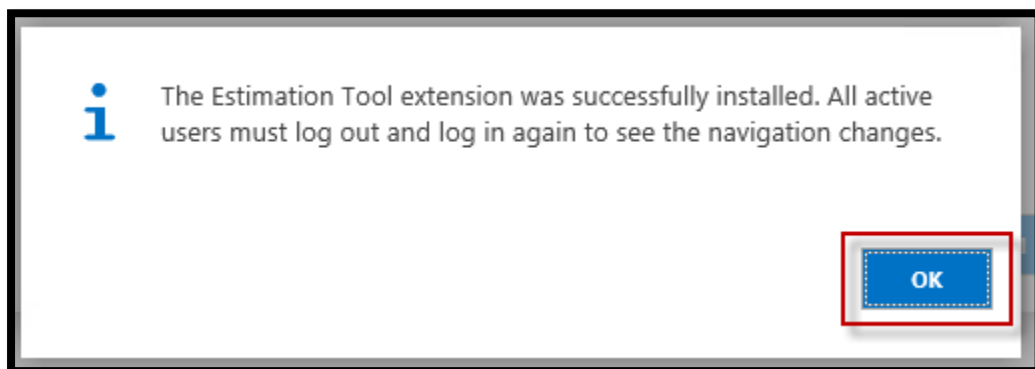 The Estimation Tool extension was successfully installed. All active
users must log out and log in again to see the navigation changes.
OK